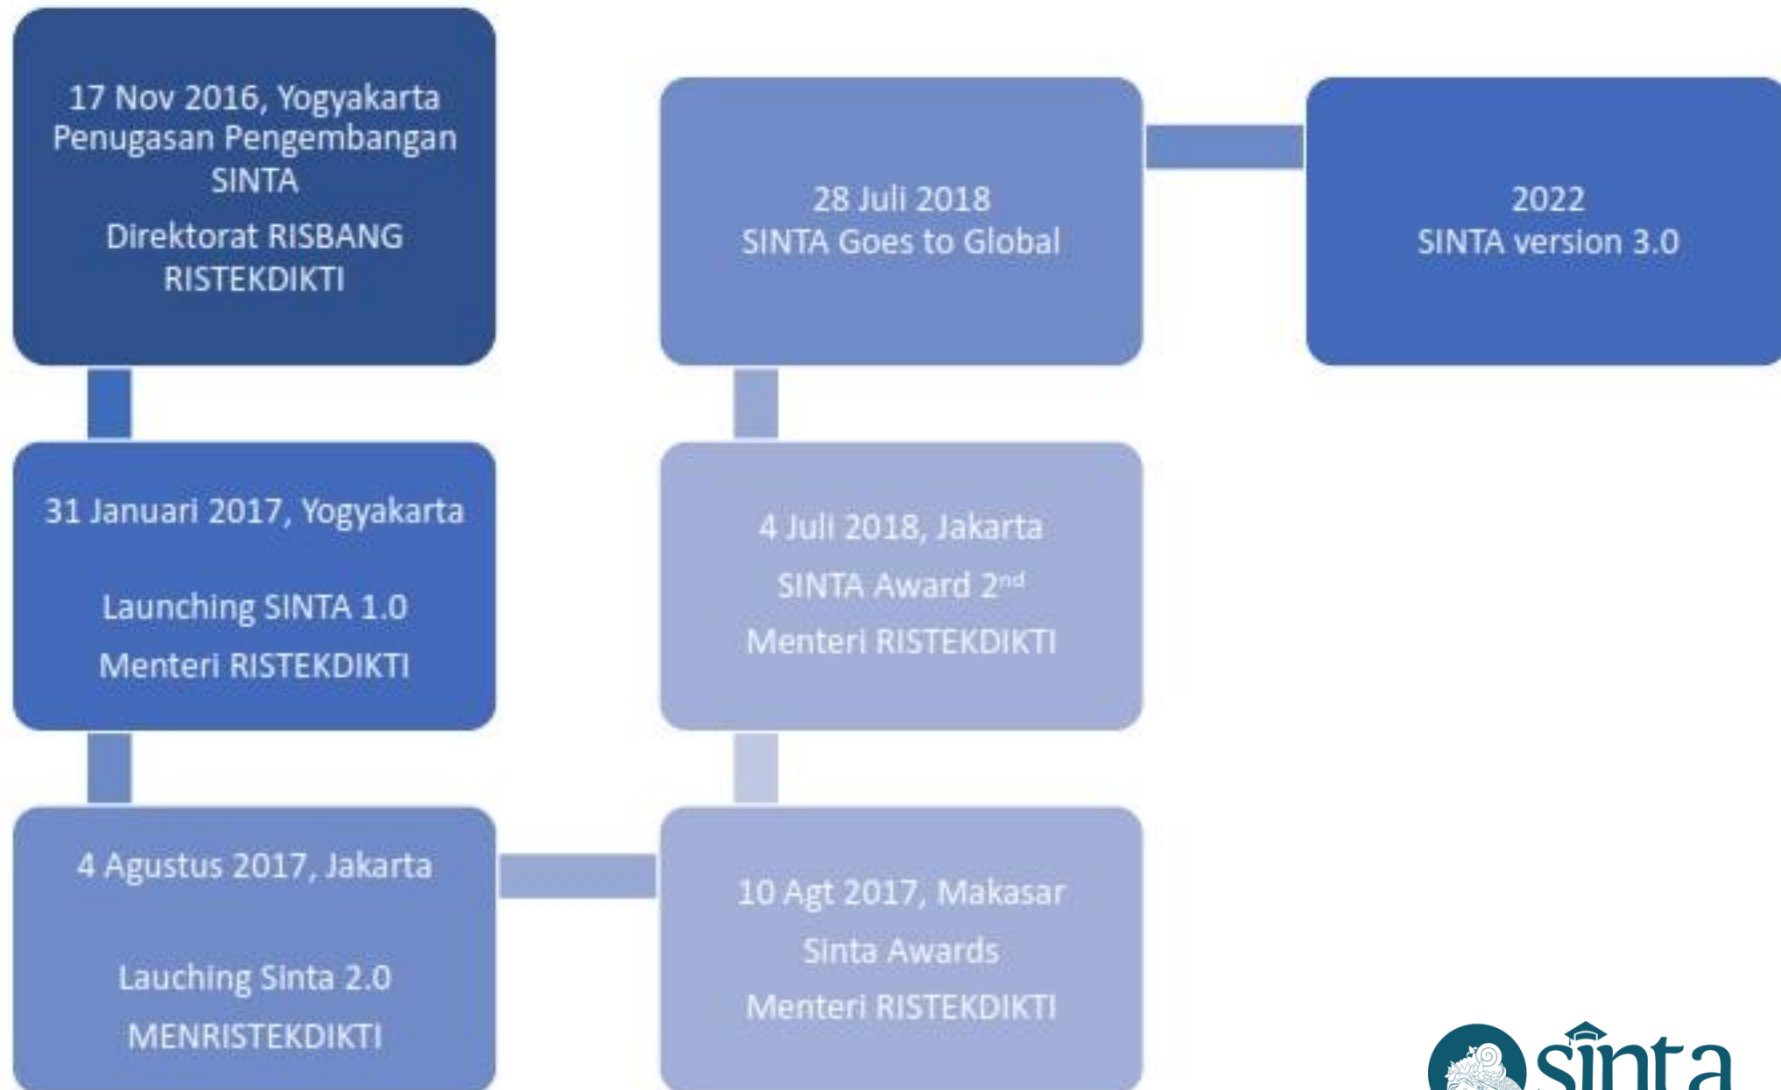 17 Nov 2016, Yogyakarta
Penugasan Pengembangan
SINTA
Direktorat RISBANG
RISTEKDIKTI
31 Januari 2017, Yogyakarta
Launching SINTA 1.0
Menteri RISTEKDIKTI
4 Agustus 2017, Jakarta
Lauching Sinta 2.0
MENRISTEKDIKTI
10 Agt 2017, Makasar
Sinta Awards
Menteri RISTEKDIKTI
4 Juli 2018, Jakarta
SINTA Award 2nd
Menteri RISTEKDIKTI
28 Juli 2018
SINTA Goes to Global
2022
SINTA version 3.0
sinta